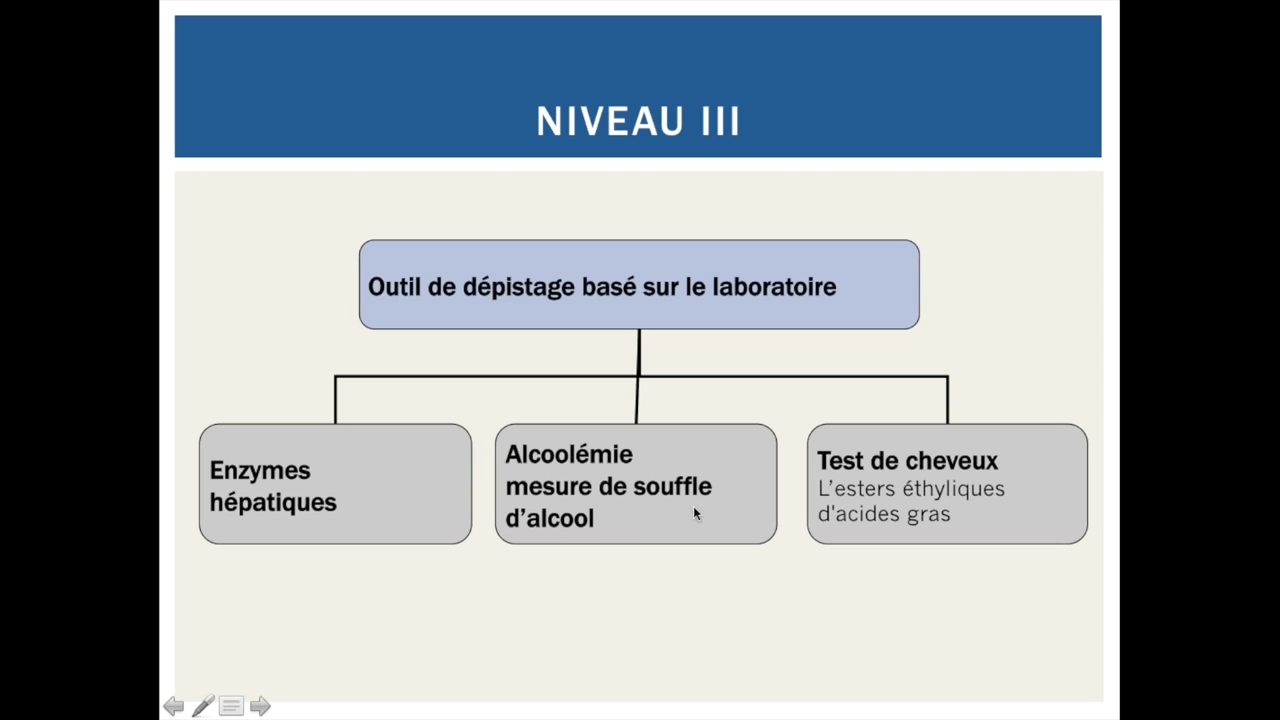 NIVEAU III
Outil de dépistage basé sur le laboratoire
Enzymes
hépatiques
Alcoolémie
mesure de souffle
d’alcool
Test de cheveux
L’esters éthyliques
d'acides gras